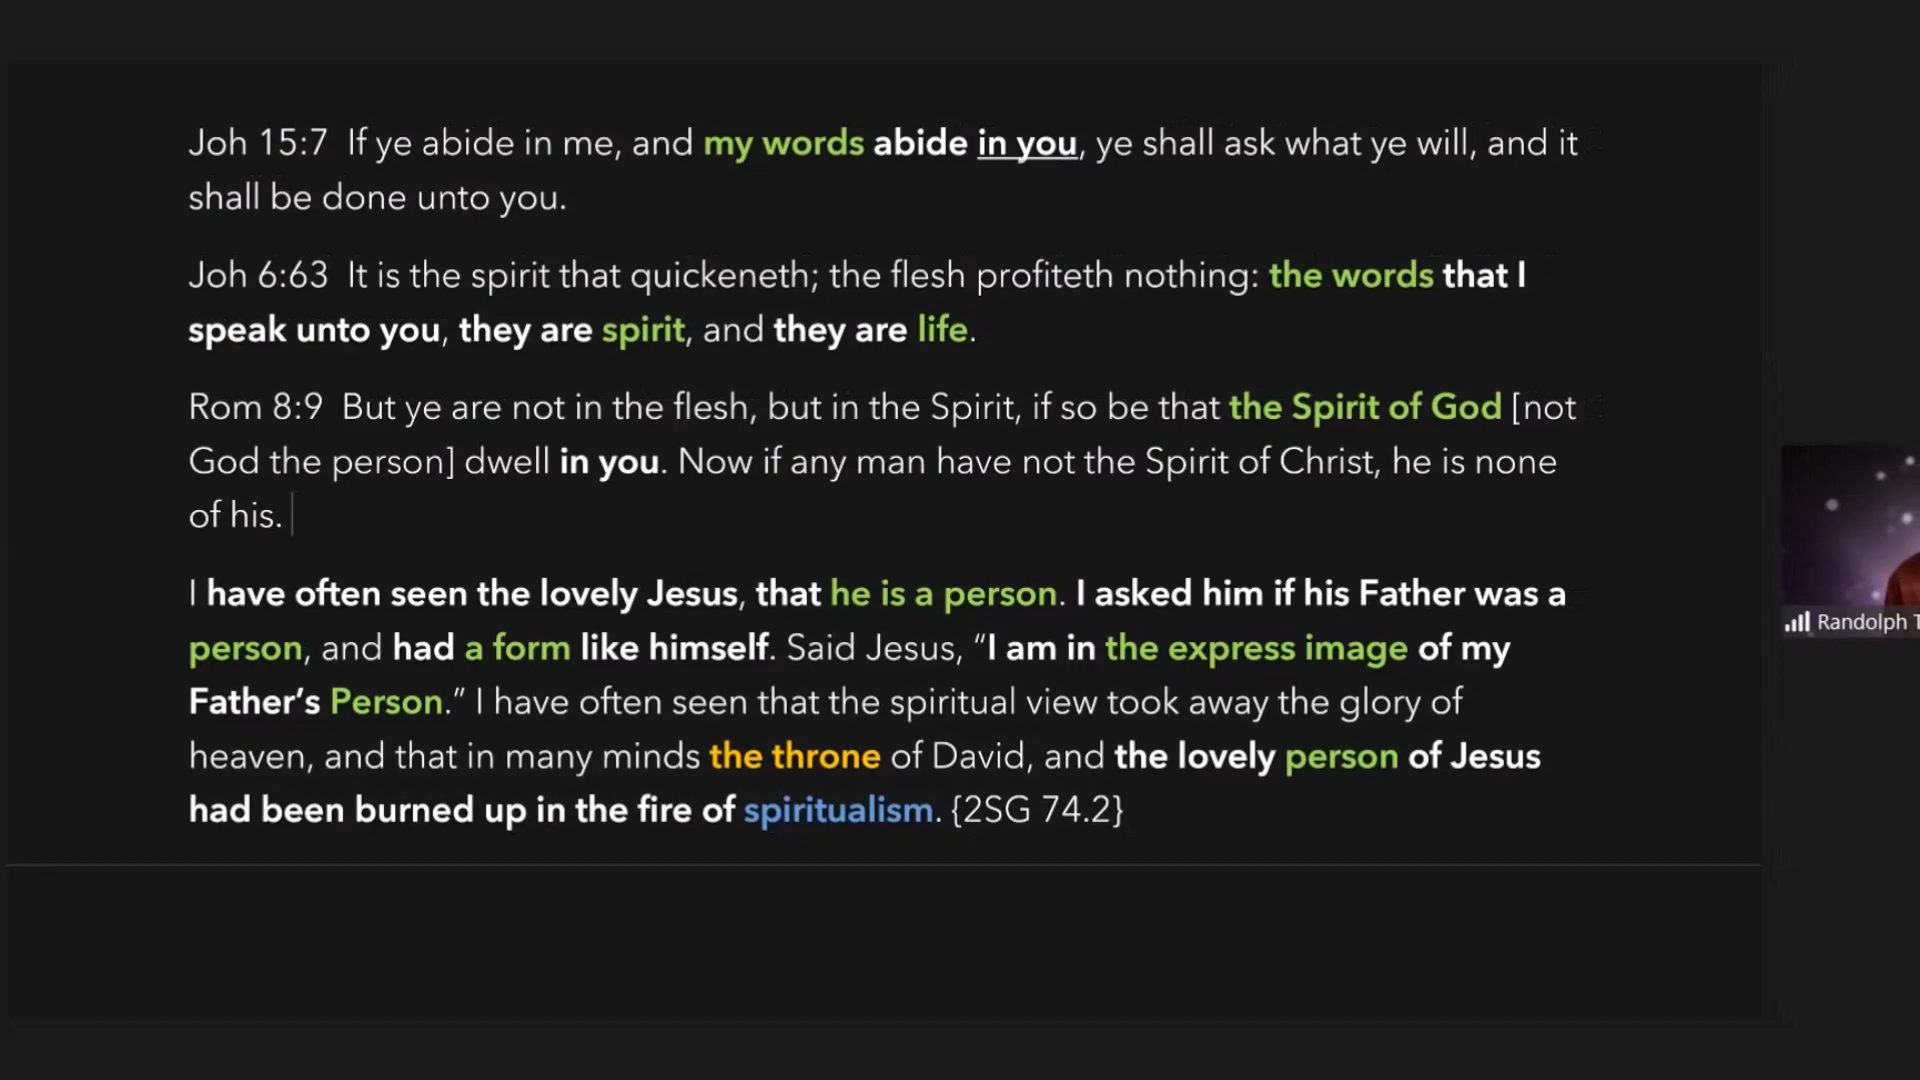 Joh 15:7 If ye abide in me, and my words abide in you, ye shall ask what ye will, and it
shall be done unto you.
Joh 6:63 It is the spirit that quickeneth; the flesh profiteth nothing: the words that I
speak unto you, they are spirit, and they are life.
Rom 8:9 But ye are not in the flesh, but in the Spirit, if so be that the Spirit of God [not
God the person] dwell in you. Now if any man have not the Spirit of Christ, he is none
of his.
I have often seen the lovely Jesus, that he is a person. I asked him if his Father was a
person, and had a form like himself. Said Jesus, “I am in the express image of my
Father’s Person.” I have often seen that the spiritual view took away the glory of
heaven, and that in many minds the throne of David, and the lovely person of Jesus
had been burned up in the fire of spiritualism. {2SG 74.2}
Randolph T